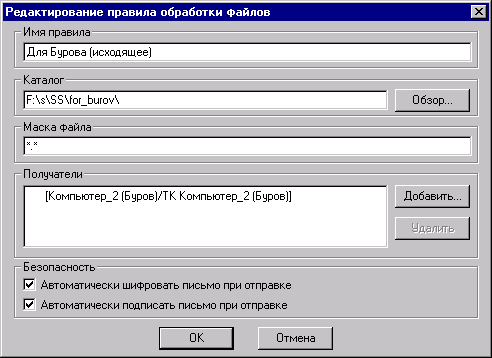 Редактирование правила обработки файлов
Имя правила
Для Бурова (исходящее)
Каталог
F:\s\SS\for_burov\
Обзор...
Маска файла
*.*
Получатели
[Компьютер_2 (Буров)/ТК Компьютер_2 (Буров)]
Добавить...
Удалить
Безопасность
Автоматически шифровать письмо при отправке
Автоматически подписать письмо при отправке
OK
Отмена